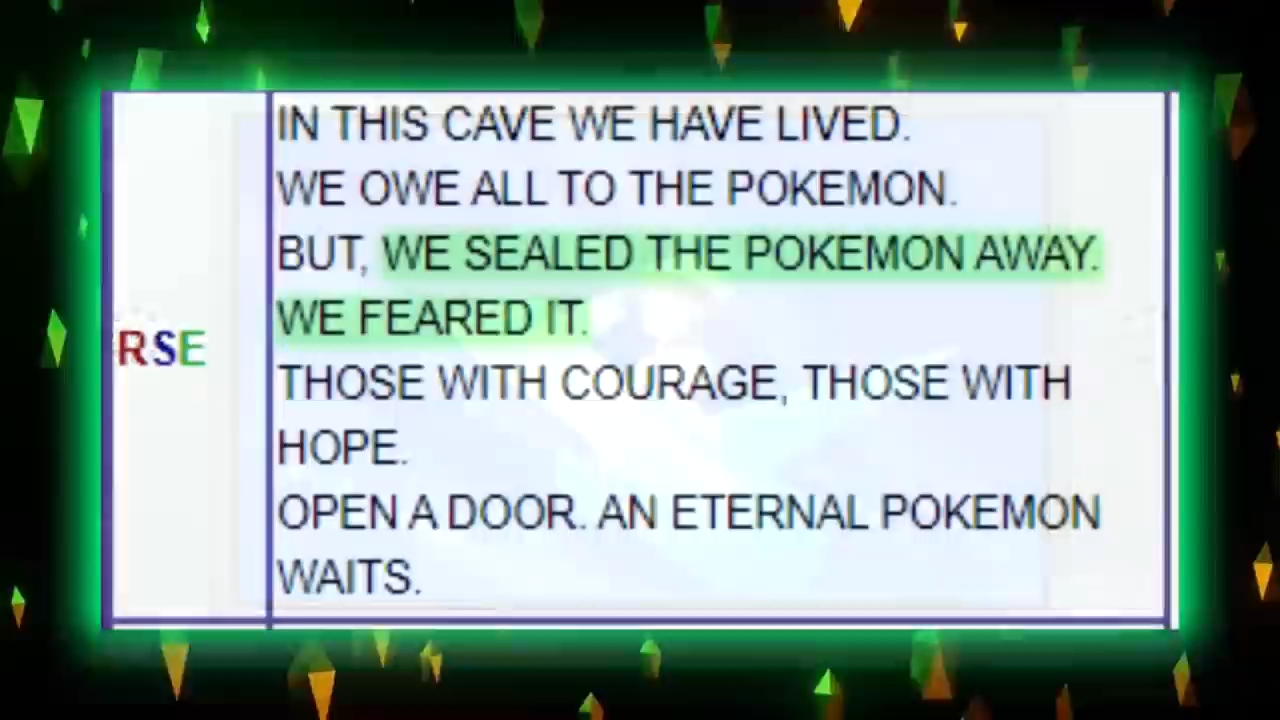 IN THIS CAVE WE HAVE LIVED.
WE OWE ALL TO THE POKEMON.
BUT, WE SEALED THE POKEMON AWAY.
WE FEARED IT.
RSE
THOSE WITH COURAGE, THOSE WITH
HOPE.
OPEN A DOOR. AN ETERNAL POKEMON
WAITS.